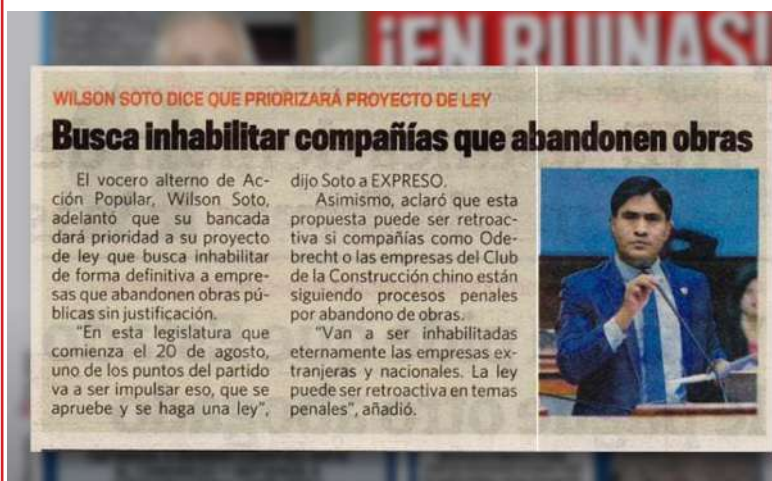 ¡EN RUINAS!
WILSON SOTO DICE QUE PRIORIZARÁ PROYECTO DE LEY
Busca inhabilitar compañías que abandonen obras
El vocero alterno de Ac-
ción Popular, Wilson Soto,
adelantó que su bancada
dará prioridad a su proyecto
de ley que busca inhabilitar
de forma definitiva a empre-
sas que abandonen obras pú-
blicas sin justificación.
"En esta legislatura que
comienza el 20 de agosto,
uno de los puntos del partido
va a ser impulsar eso, que se
apruebe y se haga una ley",
dijo Soto a EXPRESO.
Asimismo, aclaró que esta
propuesta puede ser retroac-
tiva si compañías como Ode-
brecht o las empresas del Club
de la Construcción chino están
siguiendo procesos penales
por abandono de obras.
"Van a ser inhabilitadas
eternamente las empresas ex-
tranjeras y nacionales. La ley
puede ser retroactiva en temas
penales", añadió.